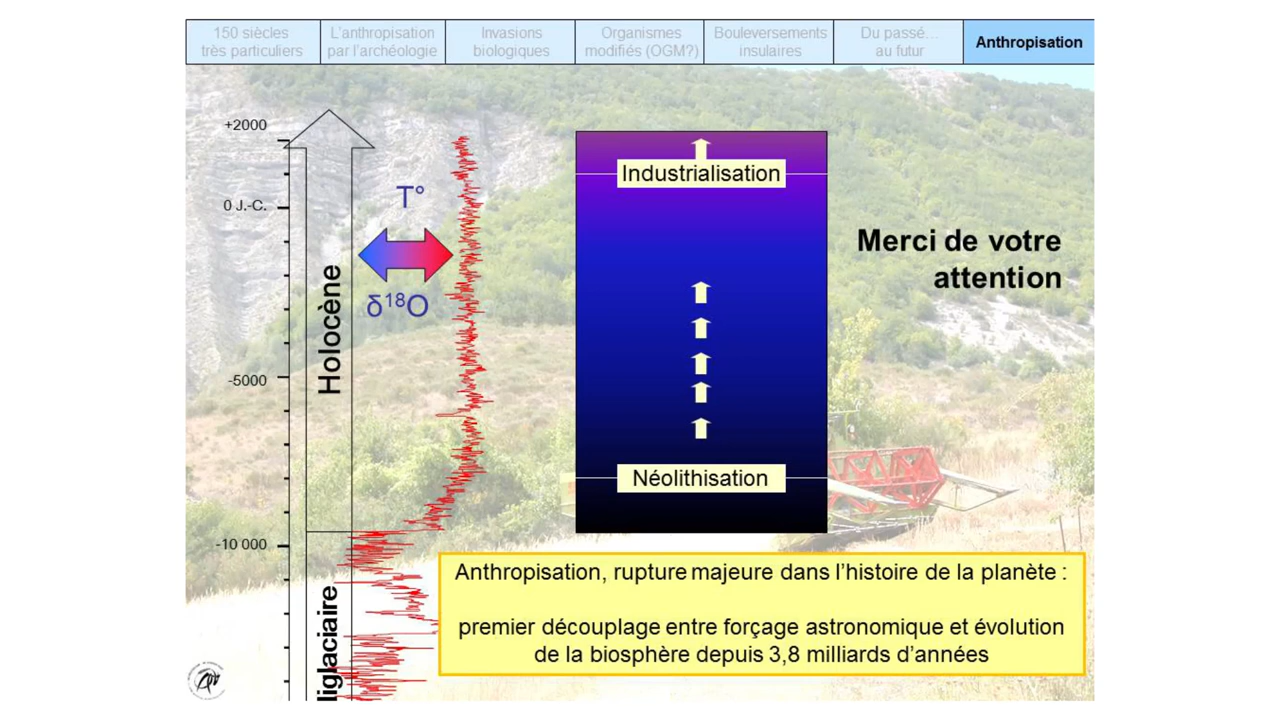 150 siècles
très particuliers
L'anthropisation
par l'archéologie
Invasions
biologiques
Organismes
modifiés (OGM?)
Bouleversements
insulaires
Du passé...
au futur
Anthropisation
+2000
0 J.-C.
-5000
-10 000
Holocène
liglaciaire
T°
δ18O
Industrialisation
Néolithisation
Merci de votre
attention
Anthropisation, rupture majeure dans l'histoire de la planète :
premier découplage entre forçage astronomique et évolution
de la biosphère depuis 3,8 milliards d'années